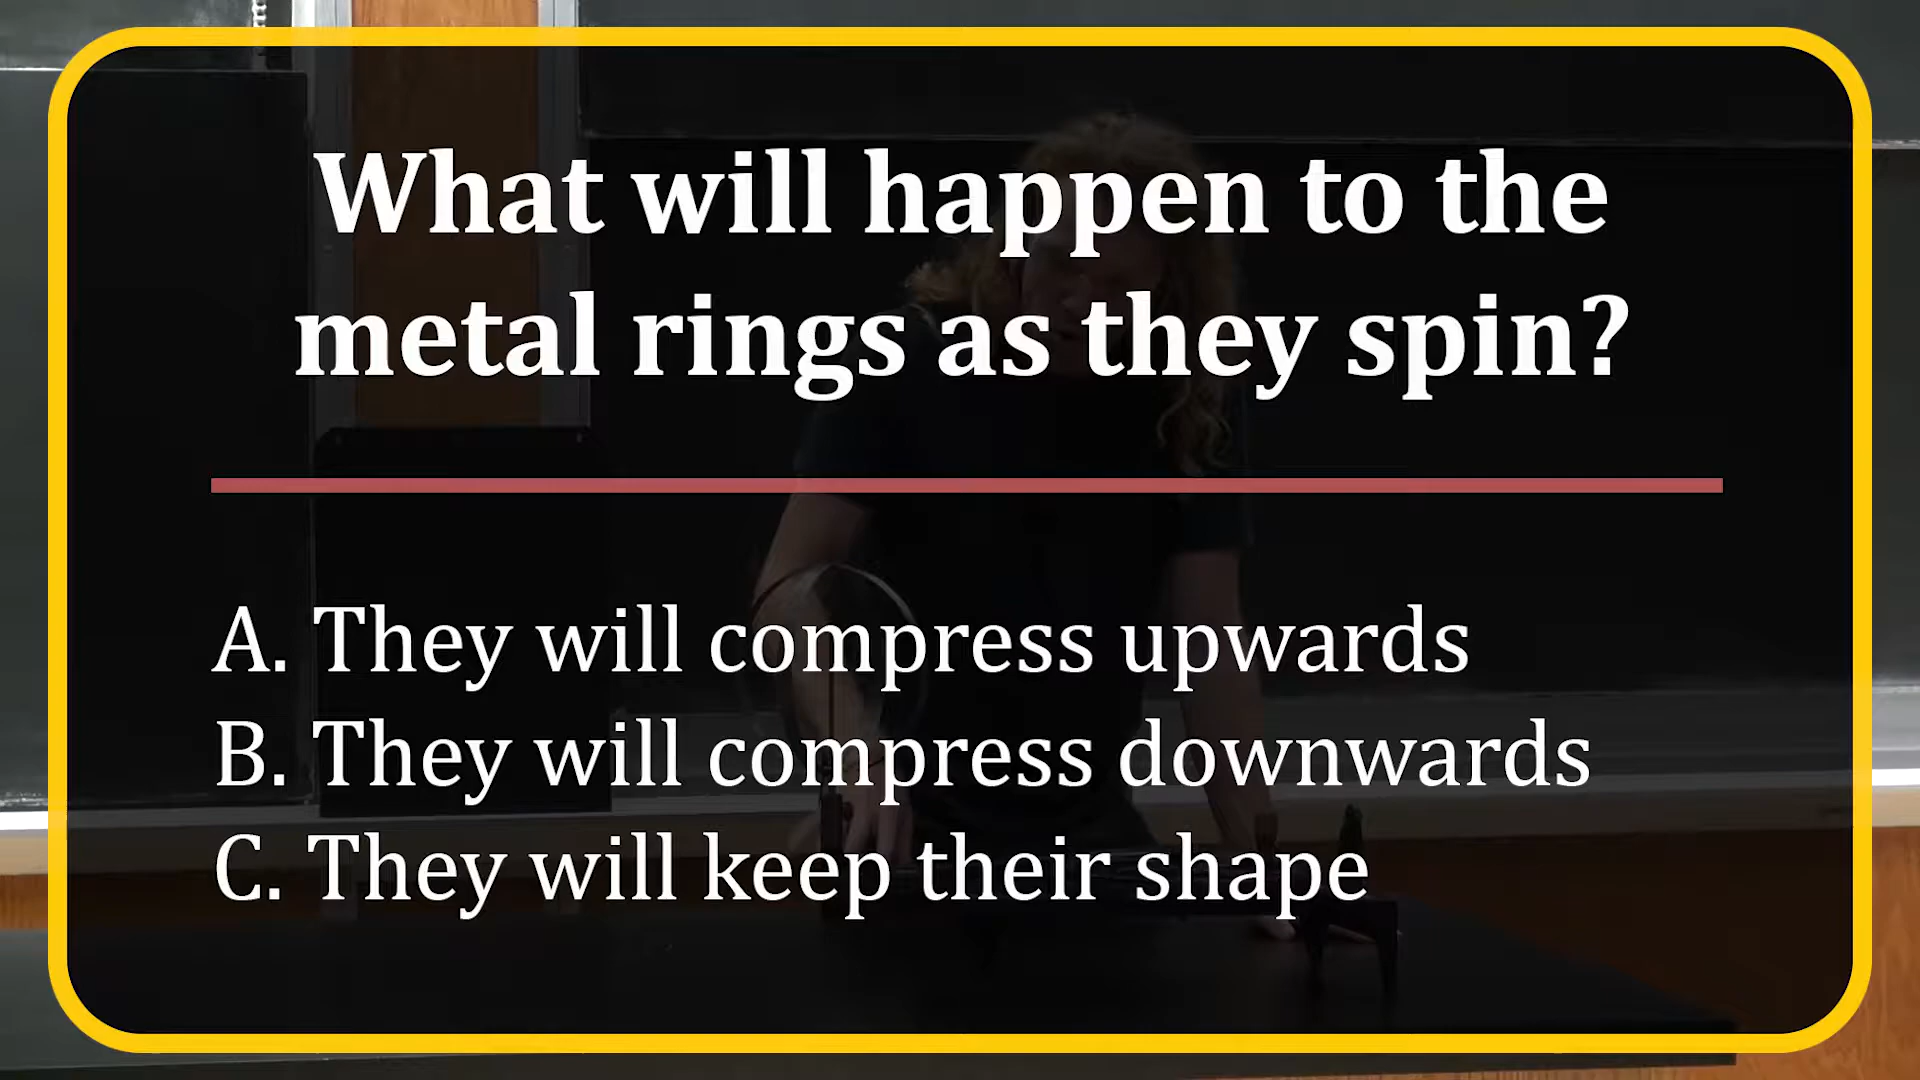 What will happen to the
metal rings as they spin?
A. They will compress upwards
B. They will compress downwards
C. They will keep their shape